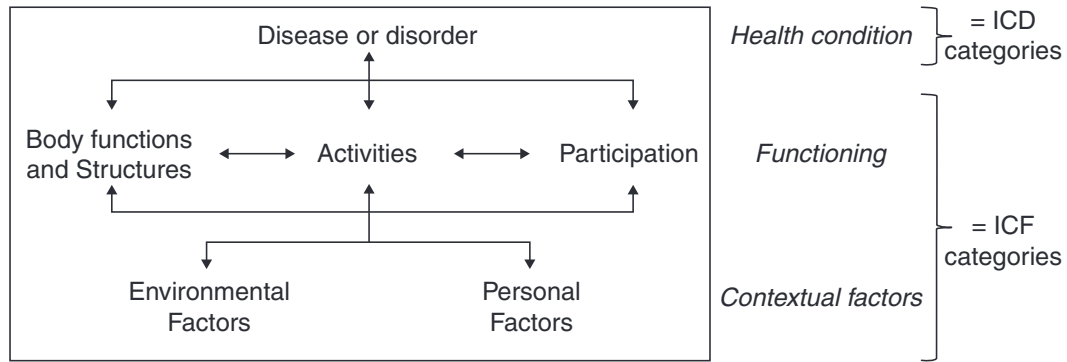 Disease or disorder
Health condition
= ICD
categories
Body functions
and Structures
Activities
Participation
Functioning
= ICF
categories
Environmental
Factors
Personal
Factors
Contextual factors